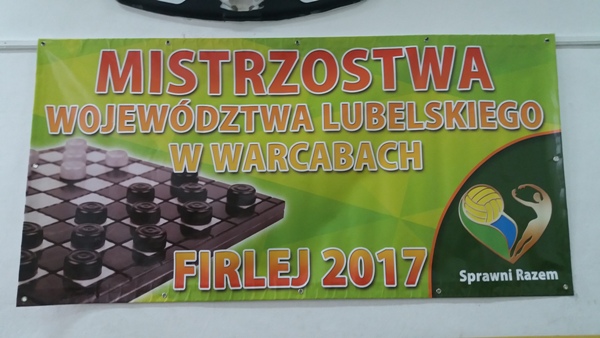 MISTRZOSTWA
WOJEWÓDZTWA LUBELSKIEGO
W WARCABACH
FIRLEJ 2017
Sprawni Razem